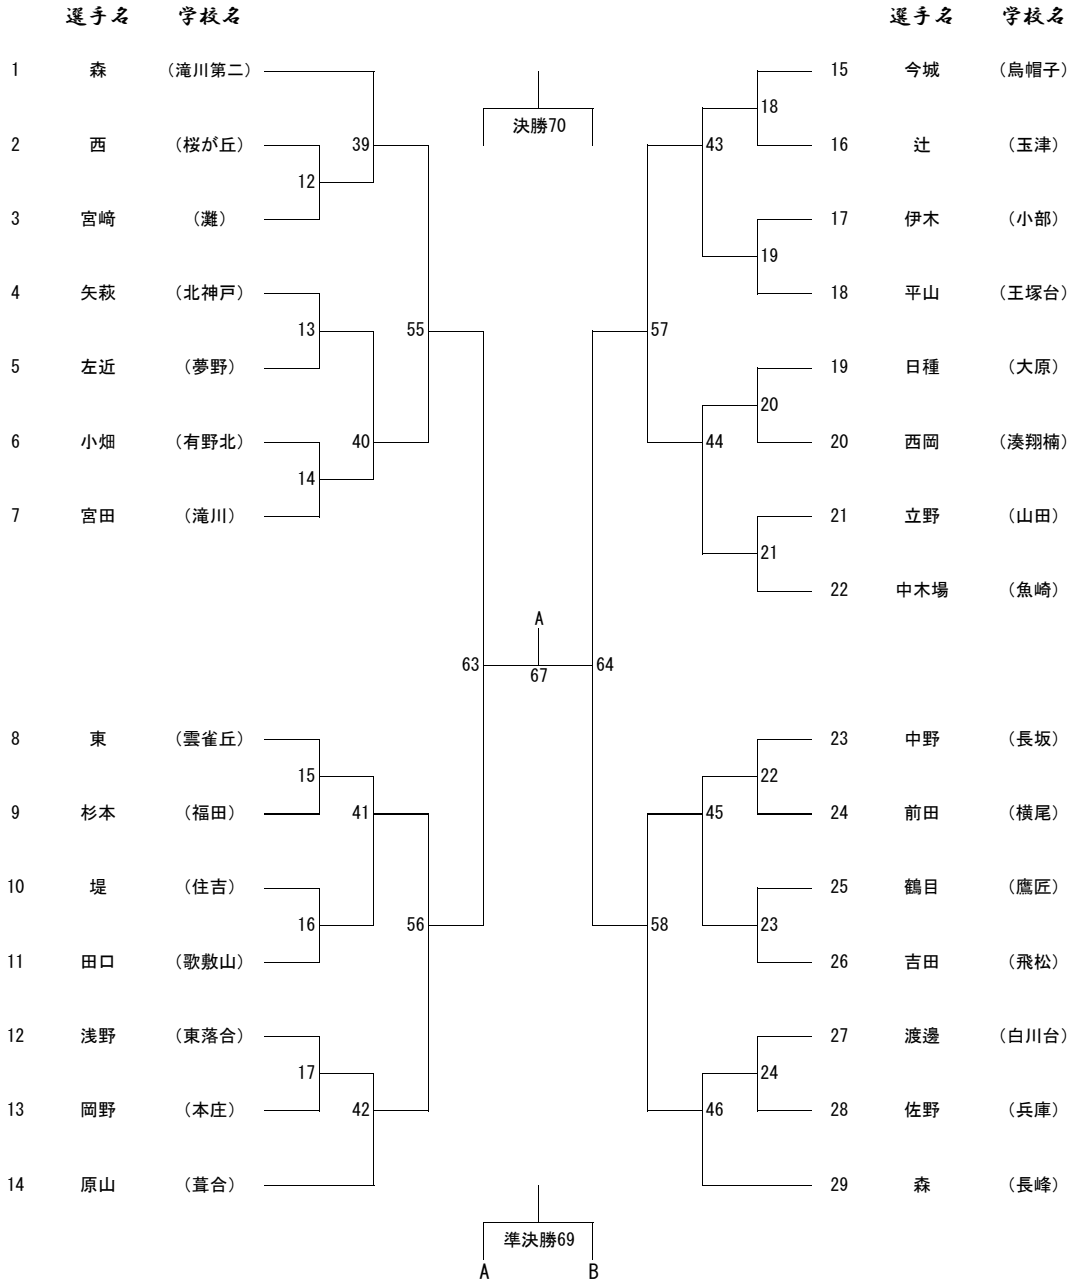 選手名 学校名 選手名 学校名
1 森 （滝川第二） 15 今城 （烏帽子）
18
決勝70
2 西 （桜が丘） 39 43 16 辻 （玉津）
12
3 宮﨑 （灘） 17 伊木 （小部）
19
4 矢萩 （北神戸） 18 平山 （王塚台）
13 55 57
5 左近 （夢野） 19 日種 （大原）
20
6 小畑 （有野北） 40 44 20 西岡 （湊翔楠）
14
7 宮田 （滝川） 21 立野 （山田）
21
22 中木場 （魚崎）
A
63 64
67
8 東 （雲雀丘） 23 中野 （長坂）
15 22
9 杉本 （福田） 41 45 24 前田 （横尾）
10 堤 （住吉） 25 鶴目 （鷹匠）
16 56 58 23
11 田口 （歌敷山） 26 吉田 （飛松）
12 浅野 （東落合） 27 渡邊 （白川台）
17 24
13 岡野 （本庄） 42 46 28 佐野 （兵庫）
14 原山 （葺合） 29 森 （長峰）
準決勝69
A B